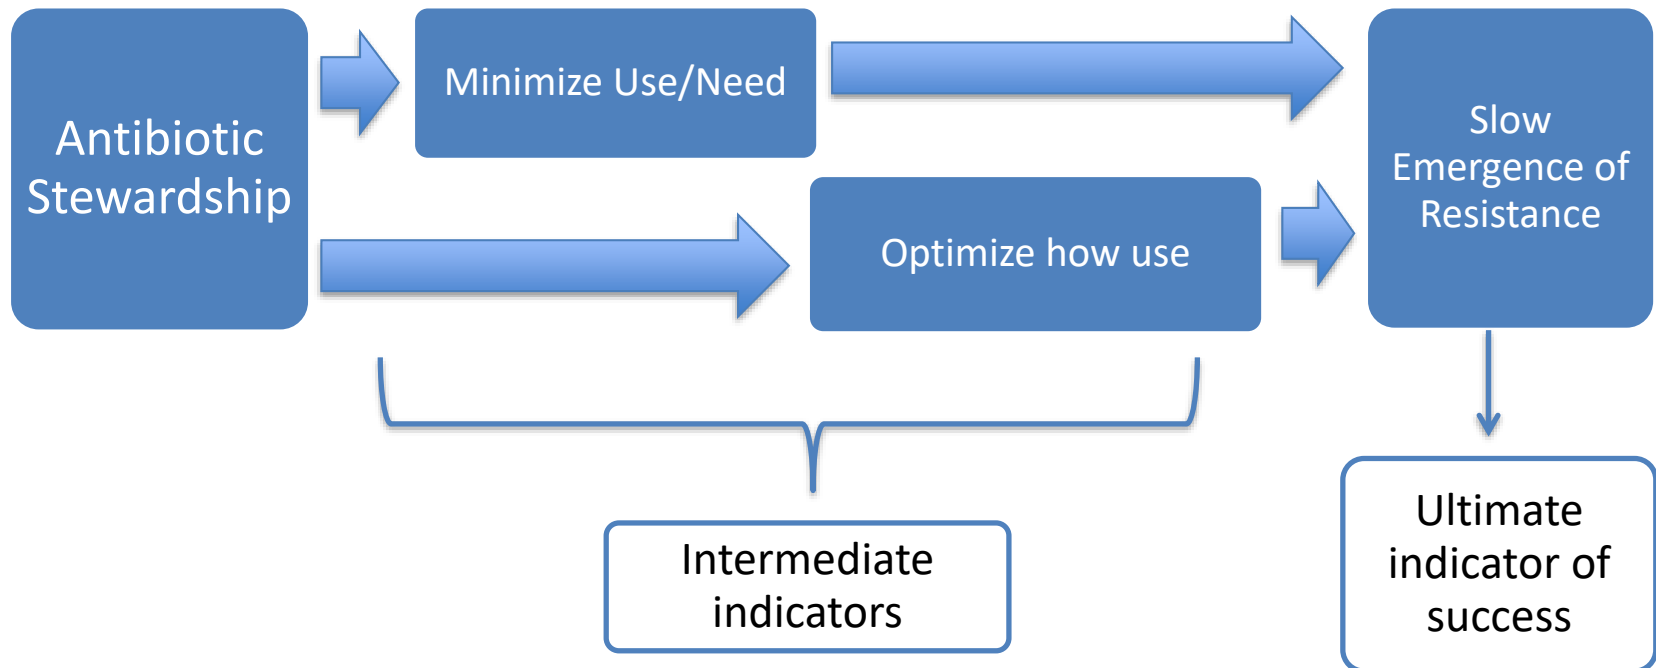 Antibiotic
Stewardship
Minimize Use/Need
Optimize how use
Slow
Emergence of
Resistance
Intermediate
indicators
Ultimate
indicator of
success